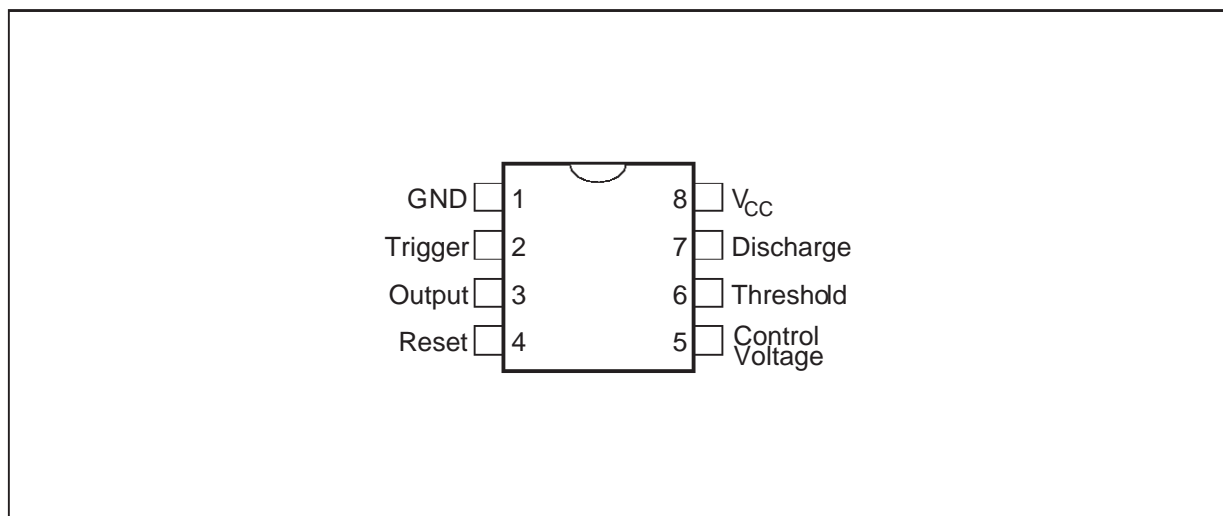 GND 1 8 VCC
Trigger 2 7 Discharge
Output 3 6 Threshold
Reset 4 5 Control
Voltage